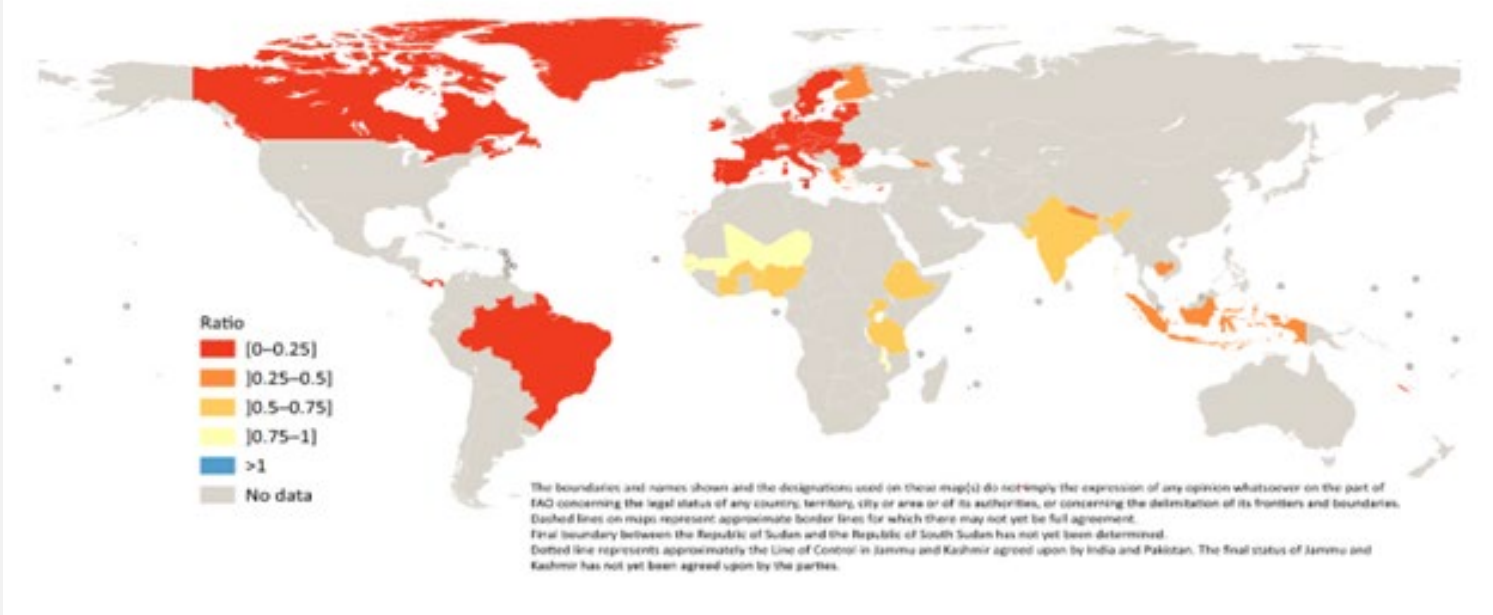 Ratio
[0–0.25]
]0.25–0.5]
]0.5–0.75]
]0.75–1]
>1
No data
The boundaries and names shown and the designations used on these map(s) do not imply the expression of any opinion whatsoever on the part of
FAO concerning the legal status of any country, territory, city or area or of its authorities, or concerning the delimitation of its frontiers and boundaries.
Dashed lines on maps represent approximate border lines for which there may not yet be full agreement.
Final boundary between the Republic of Sudan and the Republic of South Sudan has not yet been determined.
Dotted line represents approximately the Line of Control in Jammu and Kashmir agreed upon by India and Pakistan. The final status of Jammu and
Kashmir has not yet been agreed upon by the parties.